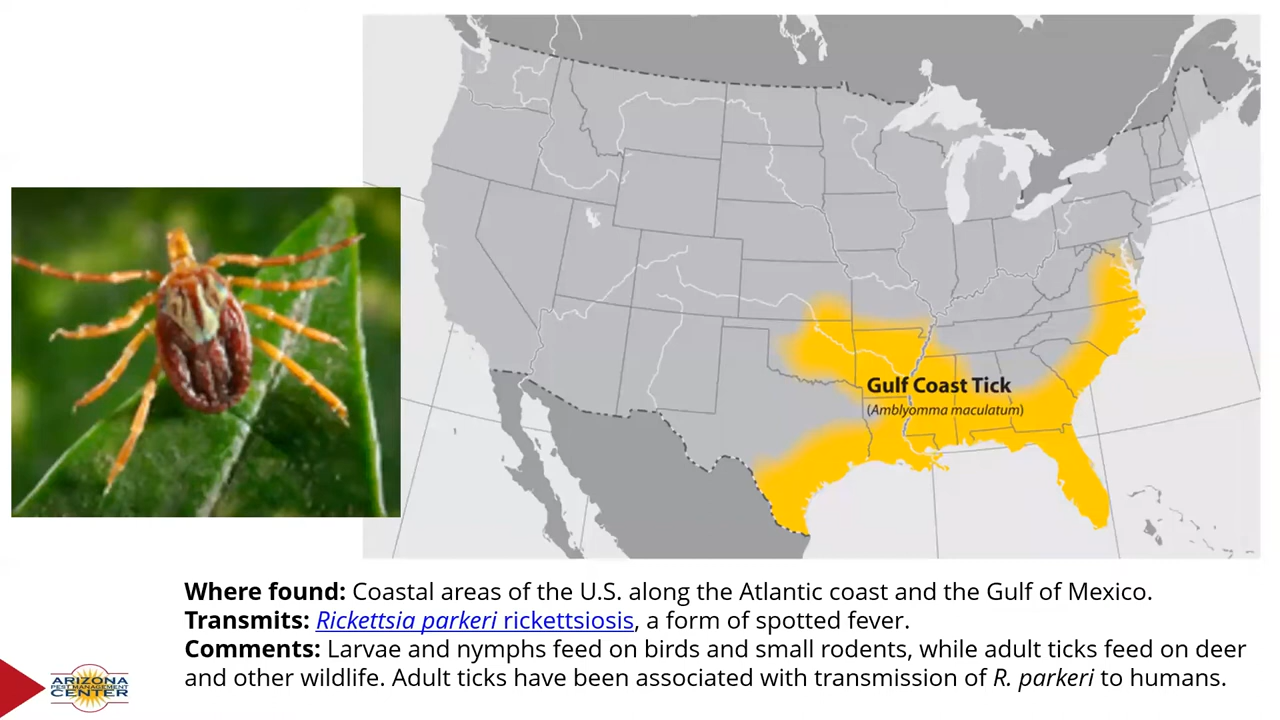 Gulf Coast Tick
(Amblyomma maculatum)
Where found: Coastal areas of the U.S. along the Atlantic coast and the Gulf of Mexico.
Transmits: Rickettsia parkeri rickettsiosis, a form of spotted fever.
Comments: Larvae and nymphs feed on birds and small rodents, while adult ticks feed on deer
and other wildlife. Adult ticks have been associated with transmission of R. parkeri to humans.
ARIZONA
PEST MANAGEMENT
CENTER